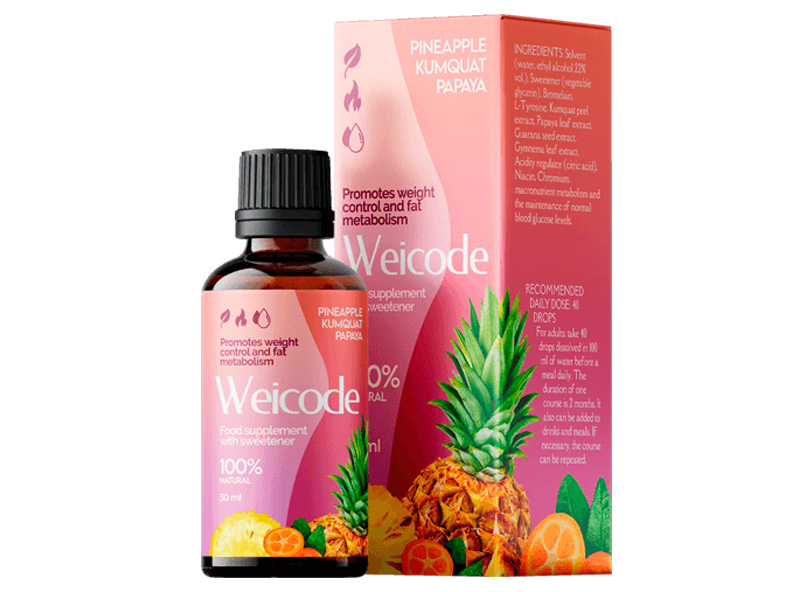 PINEAPPLE
KUMQUAT
PAPAYA
Promotes weight
control and fat
metabolism
Weicode
supplement
sweetener
0%
RAL
ml
INGREDIENTS: Solvent
(water, ethyl alcohol 22%
vol.), Sweetener (vegetable
glycerin), Bromelain,
L-Tyrosine, Kumquat peel
extract, Papaya leaf extract,
Guarana seed extract,
Gymnema leaf extract,
Acidity regulator (citric acid),
Niacin, Chromium,
macronutrient metabolism and
the maintenance of normal
blood glucose levels.
RECOMMENDED
DAILY DOSE: 40
DROPS
For adults: take 40
drops dissolved in 100
ml of water before a
meal daily. The
duration of one
course is 2 months. It
also can be added to
drinks and meals. If
necessary, the course
can be repeated.
PINEAPPLE
KUMQUAT
PAPAYA
Promotes weight
control and fat
metabolism
Weicode
Food supplement
with sweetener
100%
NATURAL
30 ml